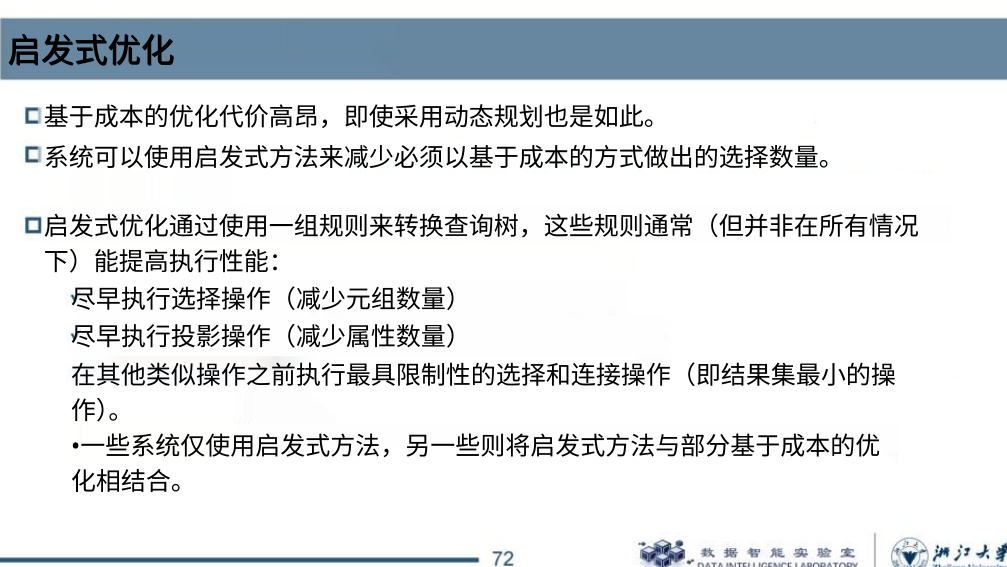 启发式优化
基于成本的优化代价高昂，即使采用动态规划也是如此。
系统可以使用启发式方法来减少必须以基于成本的方式做出的选择数量。
启发式优化通过使用一组规则来转换查询树，这些规则通常（但并非在所有情况
下）能提高执行性能：
尽早执行选择操作（减少元组数量）
尽早执行投影操作（减少属性数量）
在其他类似操作之前执行最具限制性的选择和连接操作（即结果集最小的操
作）。
•一些系统仅使用启发式方法，另一些则将启发式方法与部分基于成本的优
化相结合。
72
数据智能实验室
DATA INTELLIGENCE LABORATORY
浙江大学